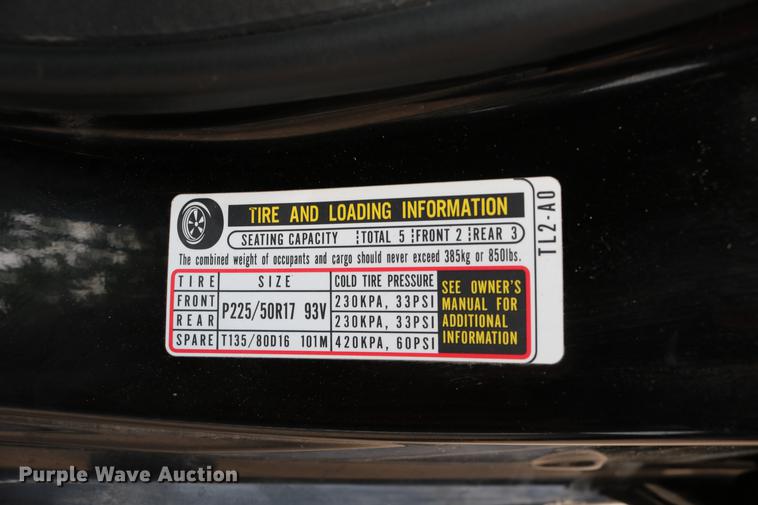 TIRE AND LOADING INFORMATION
SEATING CAPACITY TOTAL 5 FRONT 2 REAR 3
The combined weight of occupants and cargo should never exceed 385kg or 850lbs.
TIRE SIZE COLD TIRE PRESSURE
FRONT P225/50R17 93V 230KPA, 33PSI
REAR 230KPA, 33PSI
SPARE T135/80D16 101M 420KPA, 60PSI
SEE OWNER'S
MANUAL FOR
ADDITIONAL
INFORMATION
TL2-A0
Purple Wave Auction